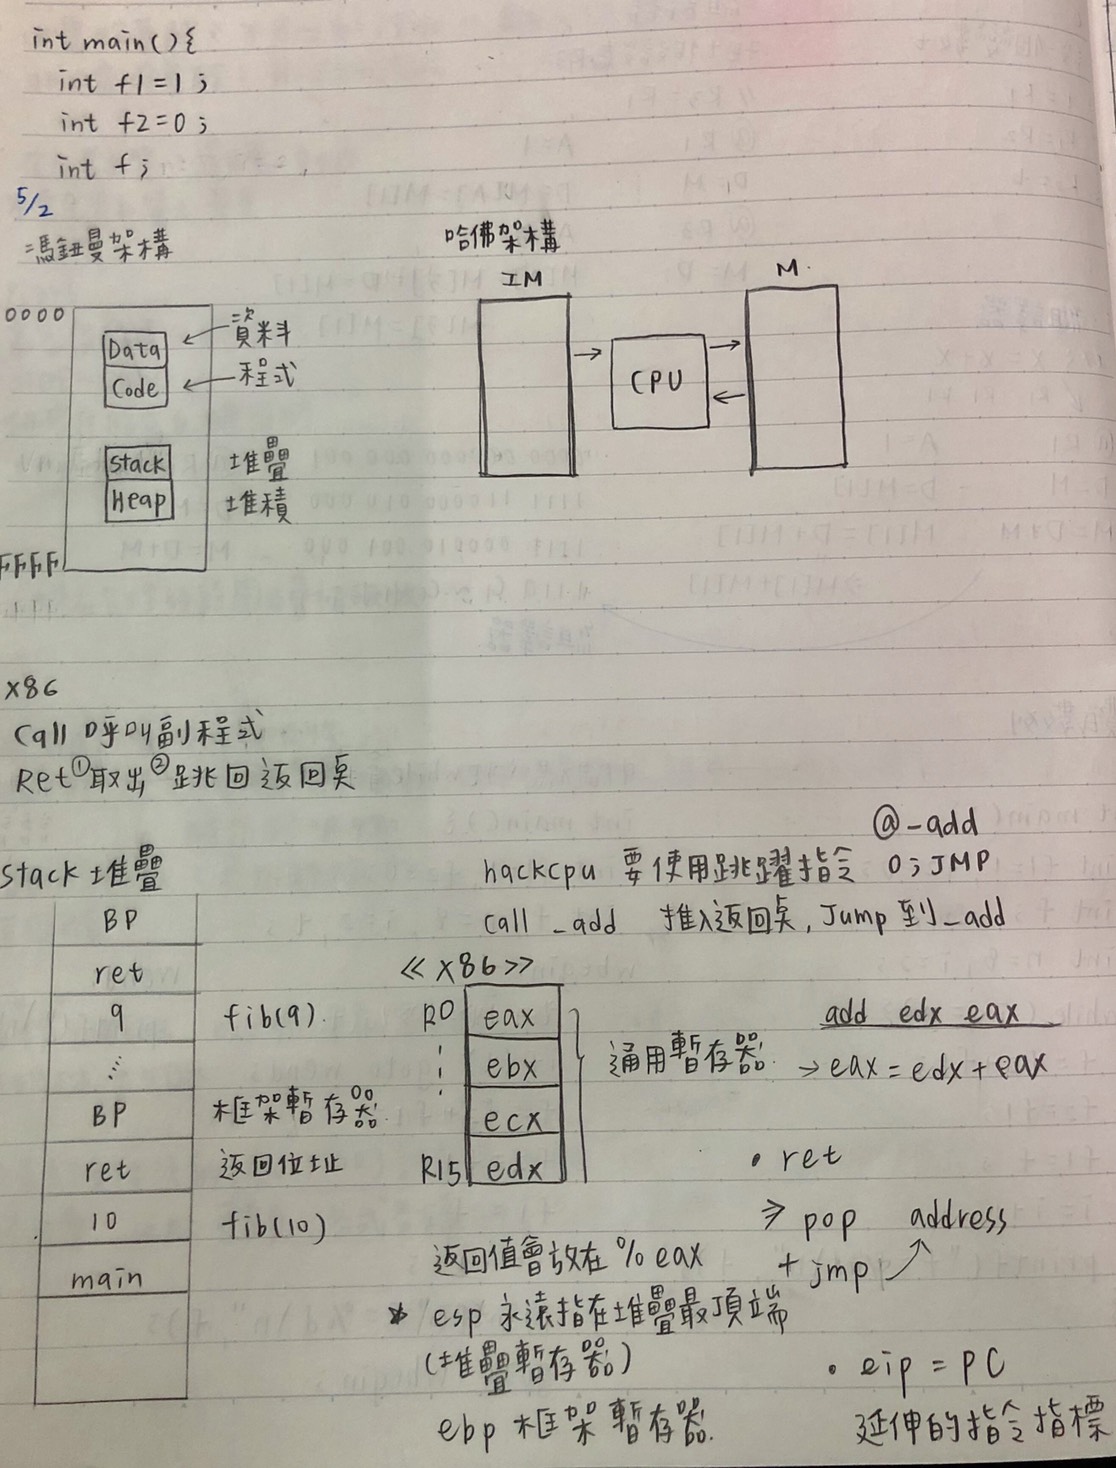 int main(){
int f1=1;
int f2=0;
int f;
5/2
馮鈕曼架構
0000
Data ← 資料
Code ← 程式
Stack 堆疊
Heap 堆積
FFFF
哈佛架構
IM
→ CPU →
←
M
X86
Call 呼叫副程式
Ret ①取出 ②跳回返回點
Stack 堆疊
BP
ret
9 fib(9)
⋮
BP 框架暫存器
ret 返回位址
10 fib(10)
main
@_add
hackcpu 要使用跳躍指令 0;JMP
call _add 推入返回點, Jump 到_add
《x86》
R0 eax
ebx
ecx
R15 edx
通用暫存器
add edx eax
→ eax = edx + eax
返回值會放在 % eax
* esp 永遠指在堆疊最頂端
(堆疊暫存器)
ebp 框架暫存器
• ret
⇒ pop address
+ jmp
• eip = PC
延伸的指令指標